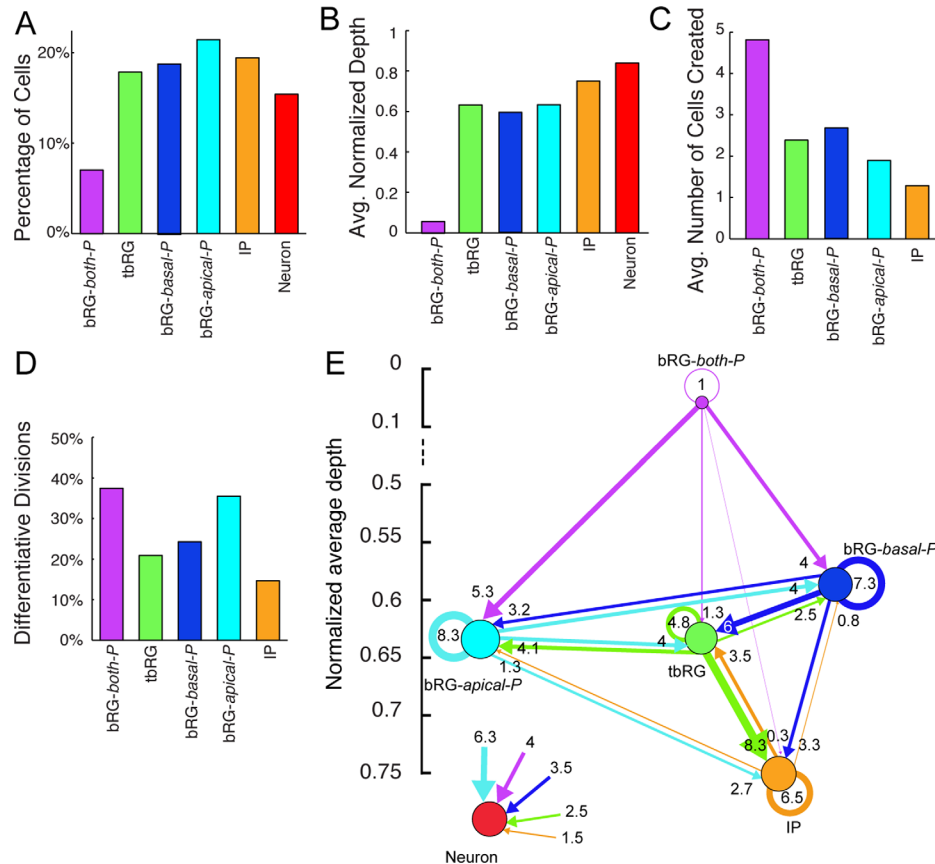 A
Percentage of Cells
20%
10%
0%
bRG-both-P
tbRG
bRG-basal-P
bRG-apical-P
IP
Neuron
B
Avg. Normalized Depth
1
0.8
0.6
0.4
0.2
0
bRG-both-P
tbRG
bRG-basal-P
bRG-apical-P
IP
Neuron
C
Avg. Number of Cells Created
5
4
3
2
1
0
bRG-both-P
tbRG
bRG-basal-P
bRG-apical-P
IP
D
Differentiative Divisions
50%
40%
30%
20%
10%
0%
bRG-both-P
tbRG
bRG-basal-P
bRG-apical-P
IP
E
Normalized average depth
0
0.1
0.5
0.55
0.6
0.65
0.7
0.75
bRG-both-P
1
bRG-basal-P
4
7.3
4
5.3
3.2
1.3
2.5
0.8
4.8
6
8.3
4.1
4
3.5
1.3
tbRG
bRG-apical-P
0.3
8.3
3.3
2.7
6.5
IP
6.3
4
3.5
2.5
1.5
Neuron